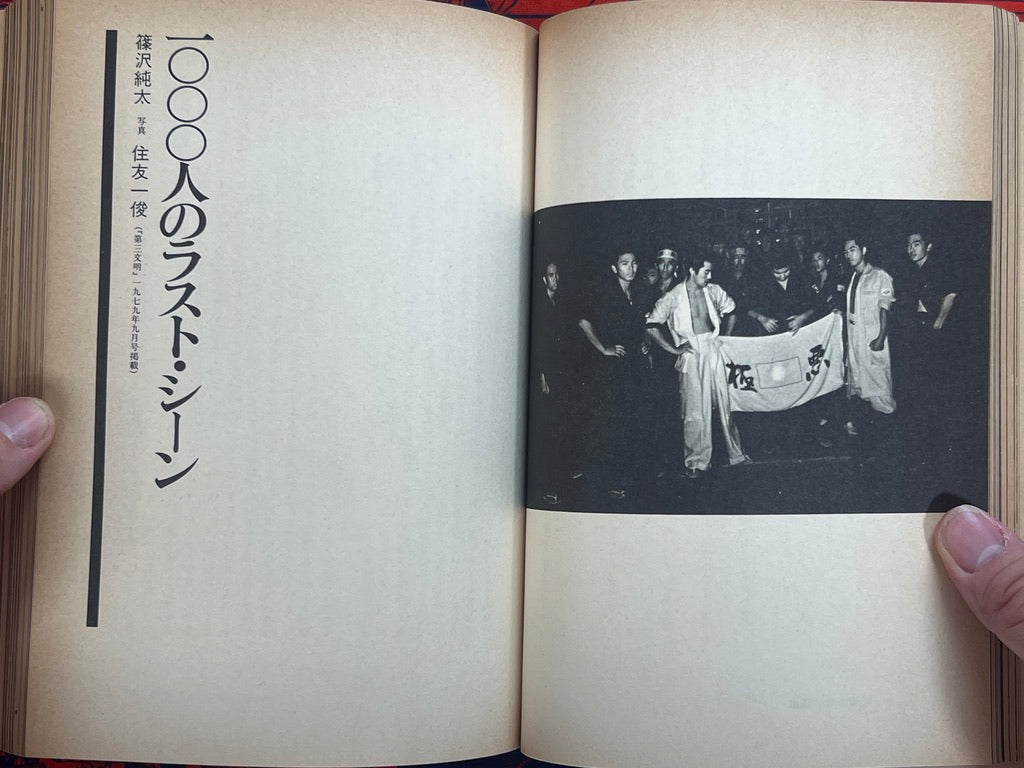 一〇〇〇人のラスト・シーン
篠沢純太 写真 住友一俊(「第三文明」一九七九年九月号掲載)
極 悪